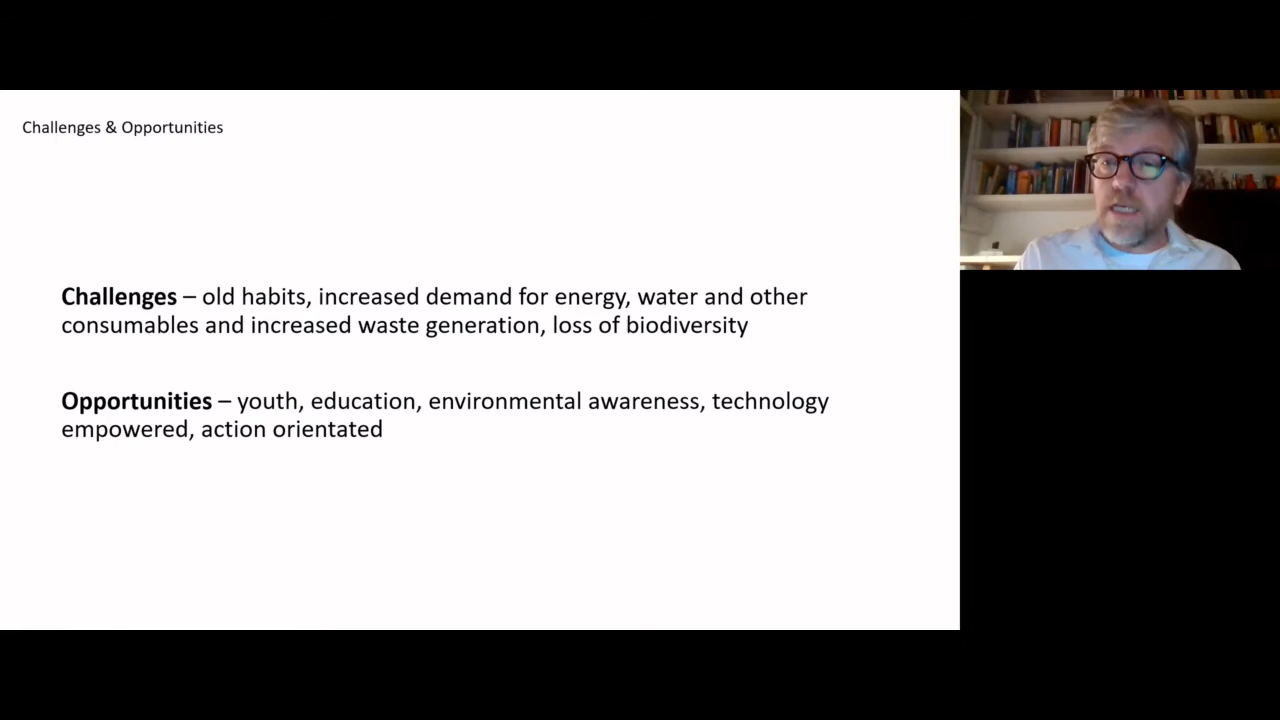 Challenges & Opportunities
Challenges – old habits, increased demand for energy, water and other
consumables and increased waste generation, loss of biodiversity
Opportunities – youth, education, environmental awareness, technology
empowered, action orientated